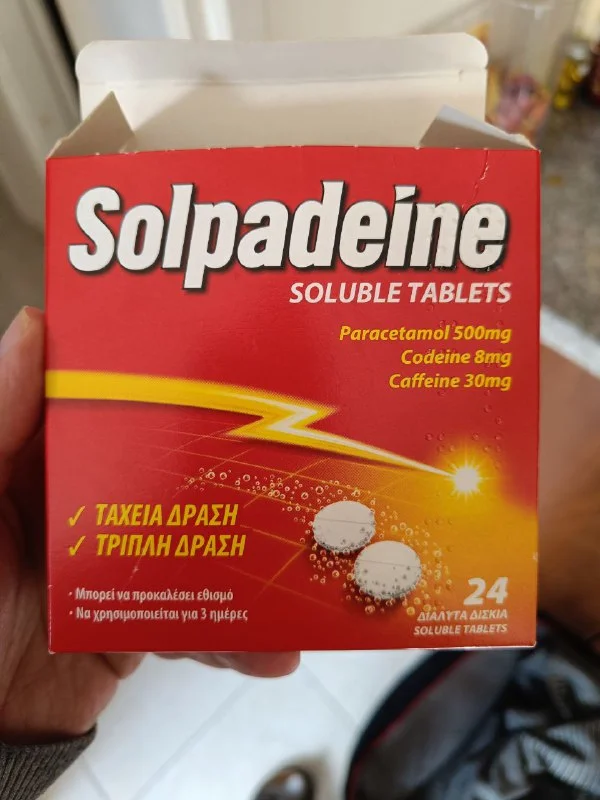 Solpadeine
SOLUBLE TABLETS
Paracetamol 500mg
Codeine 8mg
Caffeine 30mg
✓ ΤΑΧΕΙΑ ΔΡΑΣΗ
✓ ΤΡΙΠΛΗ ΔΡΑΣΗ
· Μπορεί να προκαλέσει εθισμό
· Να χρησιμοποιείται για 3 ημέρες
24
ΔΙΑΛΥΤΑ ΔΙΣΚΙΑ
SOLUBLE TABLETS